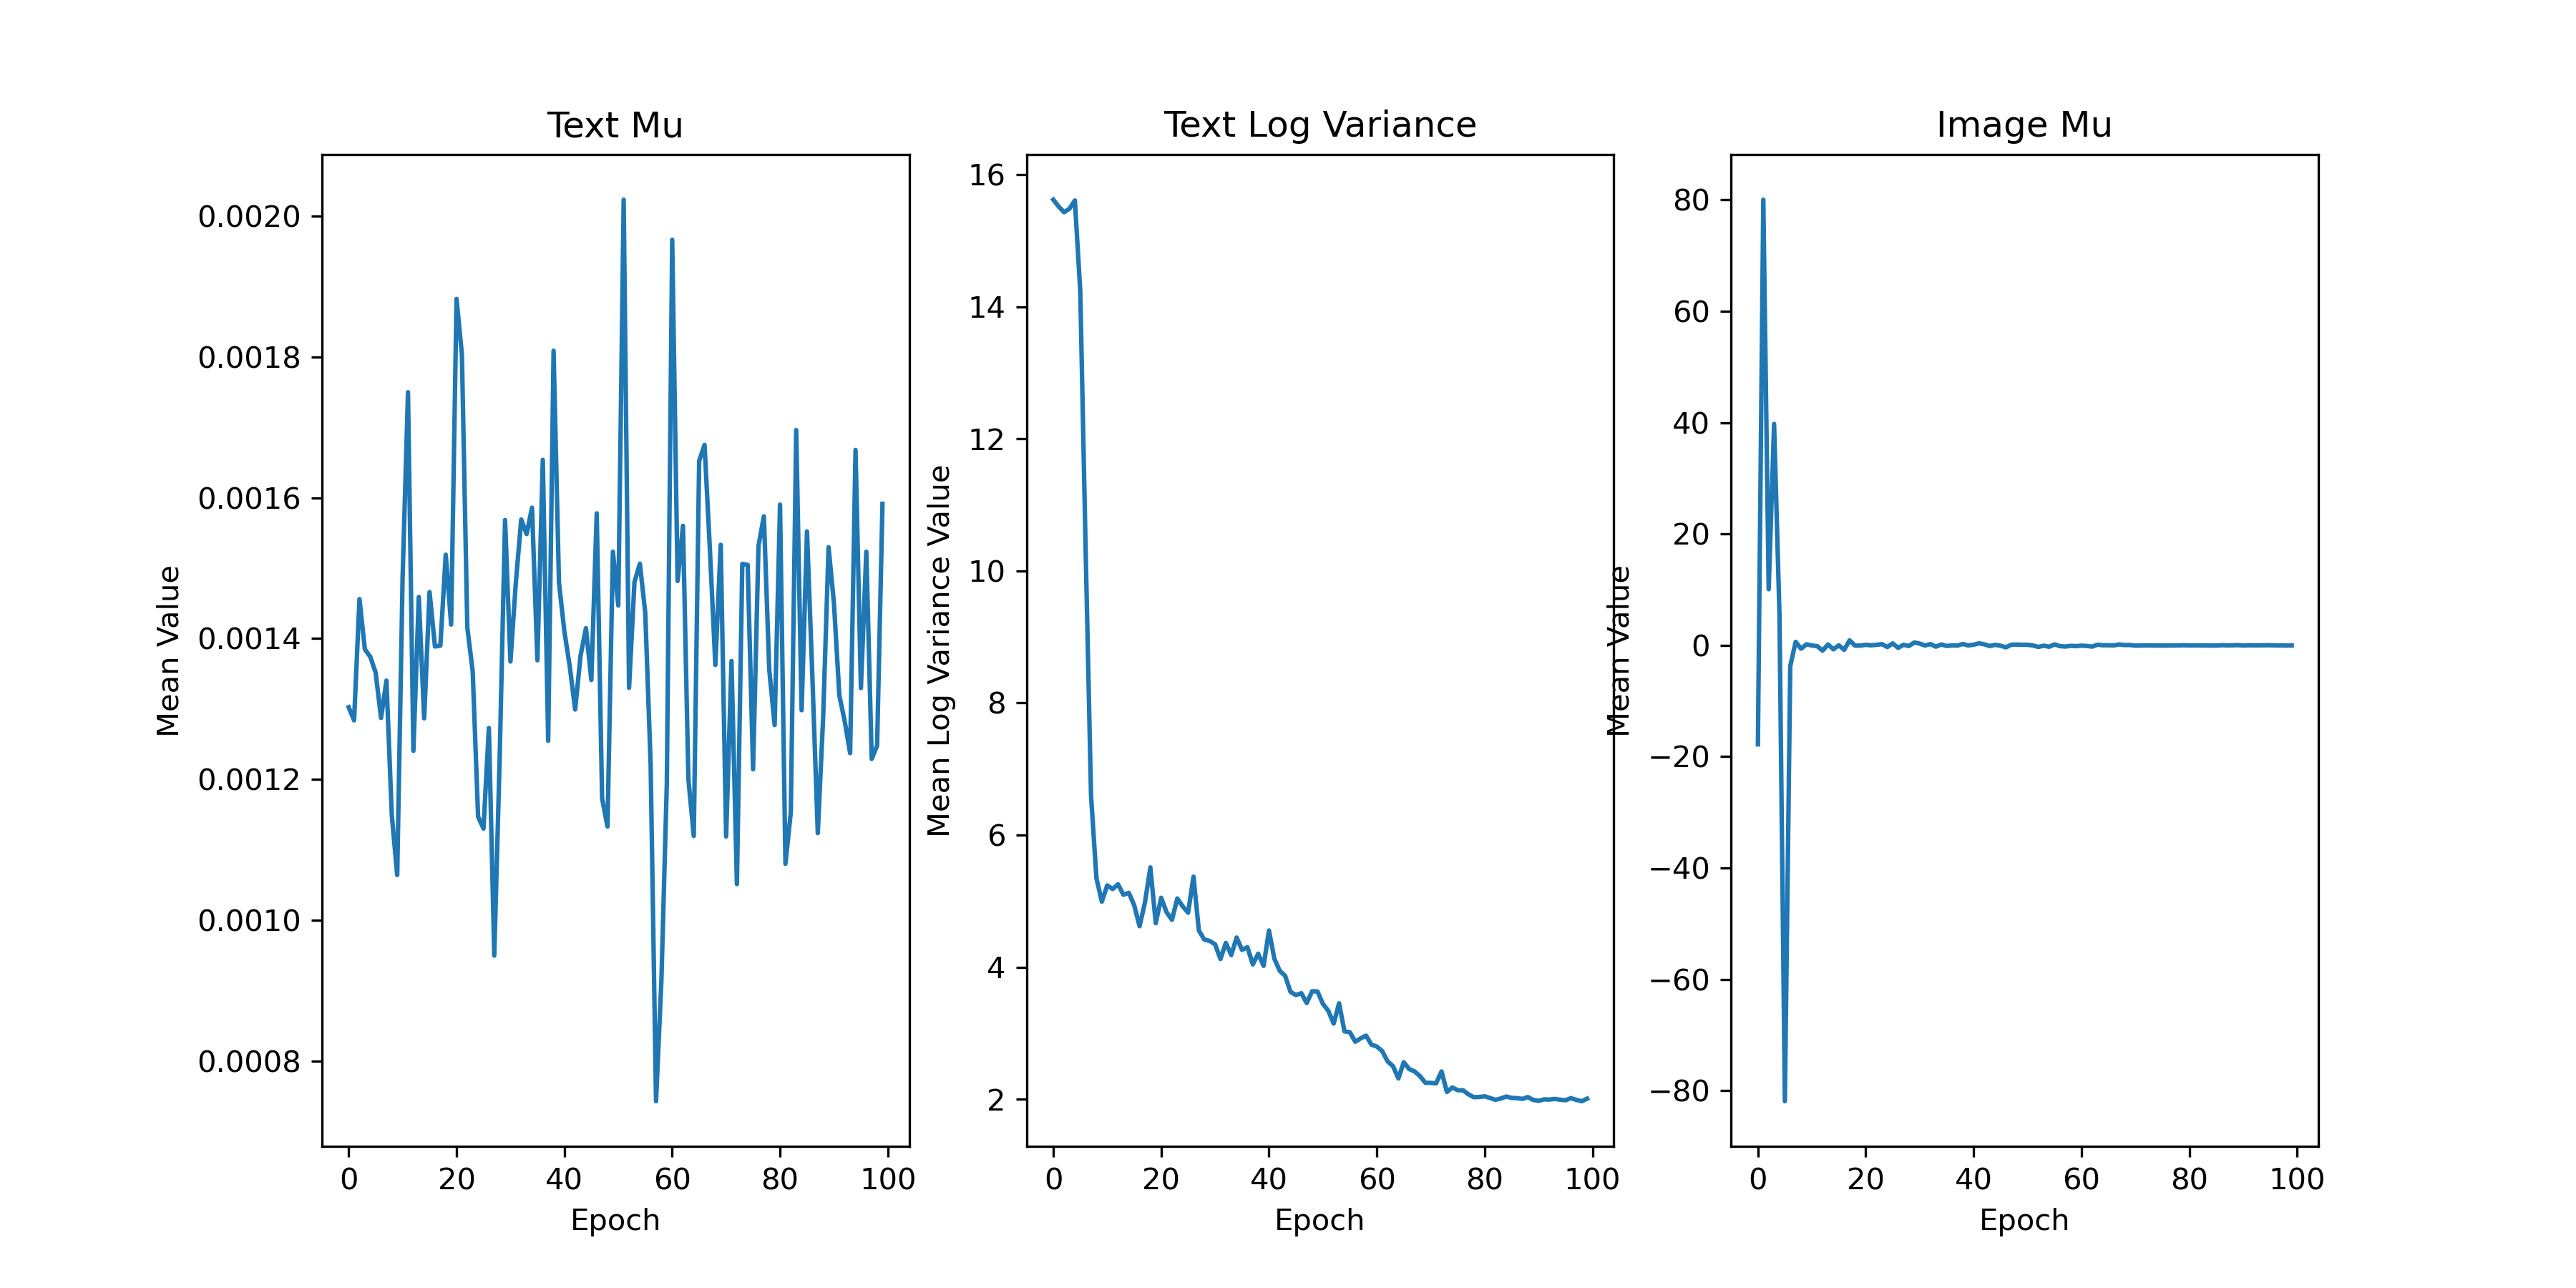 Text Mu
Mean Value
0.0020
0.0018
0.0016
0.0014
0.0012
0.0010
0.0008
0 20 40 60 80 100
Epoch
Text Log Variance
Mean Log Variance Value
16
14
12
10
8
6
4
2
0 20 40 60 80 100
Epoch
Image Mu
Mean Value
80
60
40
20
0
−20
−40
−60
−80
0 20 40 60 80 100
Epoch